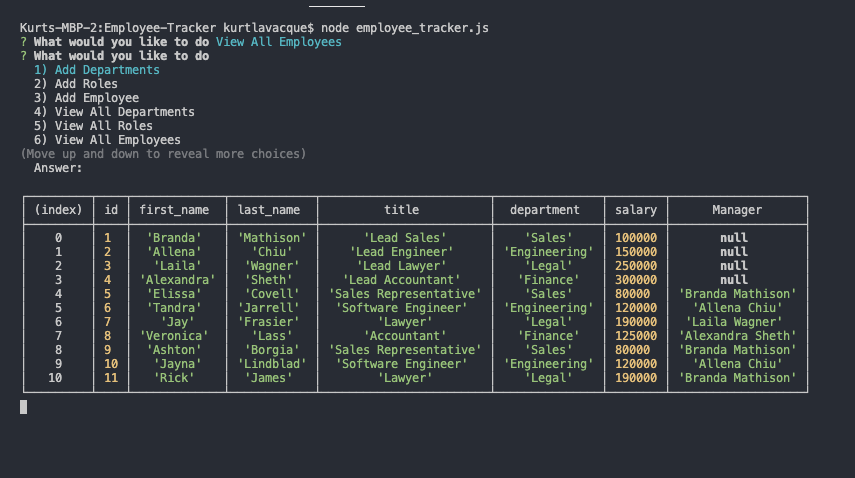 Kurts-MBP-2:Employee-Tracker kurtlavacque$ node employee_tracker.js
? What would you like to do View All Employees
? What would you like to do
1) Add Departments
2) Add Roles
3) Add Employee
4) View All Departments
5) View All Roles
6) View All Employees
(Move up and down to reveal more choices)
Answer:
(index) id first_name last_name title department salary Manager
0 1 'Branda' 'Mathison' 'Lead Sales' 'Sales' 100000 null
1 2 'Allena' 'Chiu' 'Lead Engineer' 'Engineering' 150000 null
2 3 'Laila' 'Wagner' 'Lead Lawyer' 'Legal' 250000 null
3 4 'Alexandra' 'Sheth' 'Lead Accountant' 'Finance' 300000 null
4 5 'Elissa' 'Covell' 'Sales Representative' 'Sales' 80000 'Branda Mathison'
5 6 'Tandra' 'Jarrell' 'Software Engineer' 'Engineering' 120000 'Allena Chiu'
6 7 'Jay' 'Frasier' 'Lawyer' 'Legal' 190000 'Laila Wagner'
7 8 'Veronica' 'Lass' 'Accountant' 'Finance' 125000 'Alexandra Sheth'
8 9 'Ashton' 'Borgia' 'Sales Representative' 'Sales' 80000 'Branda Mathison'
9 10 'Jayna' 'Lindblad' 'Software Engineer' 'Engineering' 120000 'Allena Chiu'
10 11 'Rick' 'James' 'Lawyer' 'Legal' 190000 'Branda Mathison'